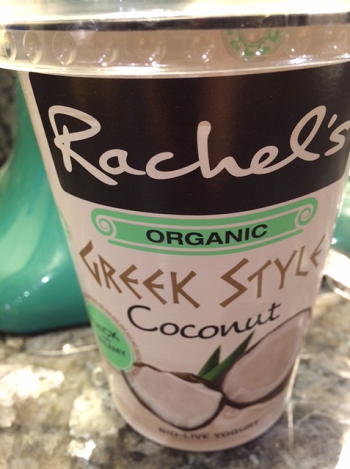 Rachel's
ORGANIC
GREEK STYLE
Coconut
BIO-LIVE YOGURT